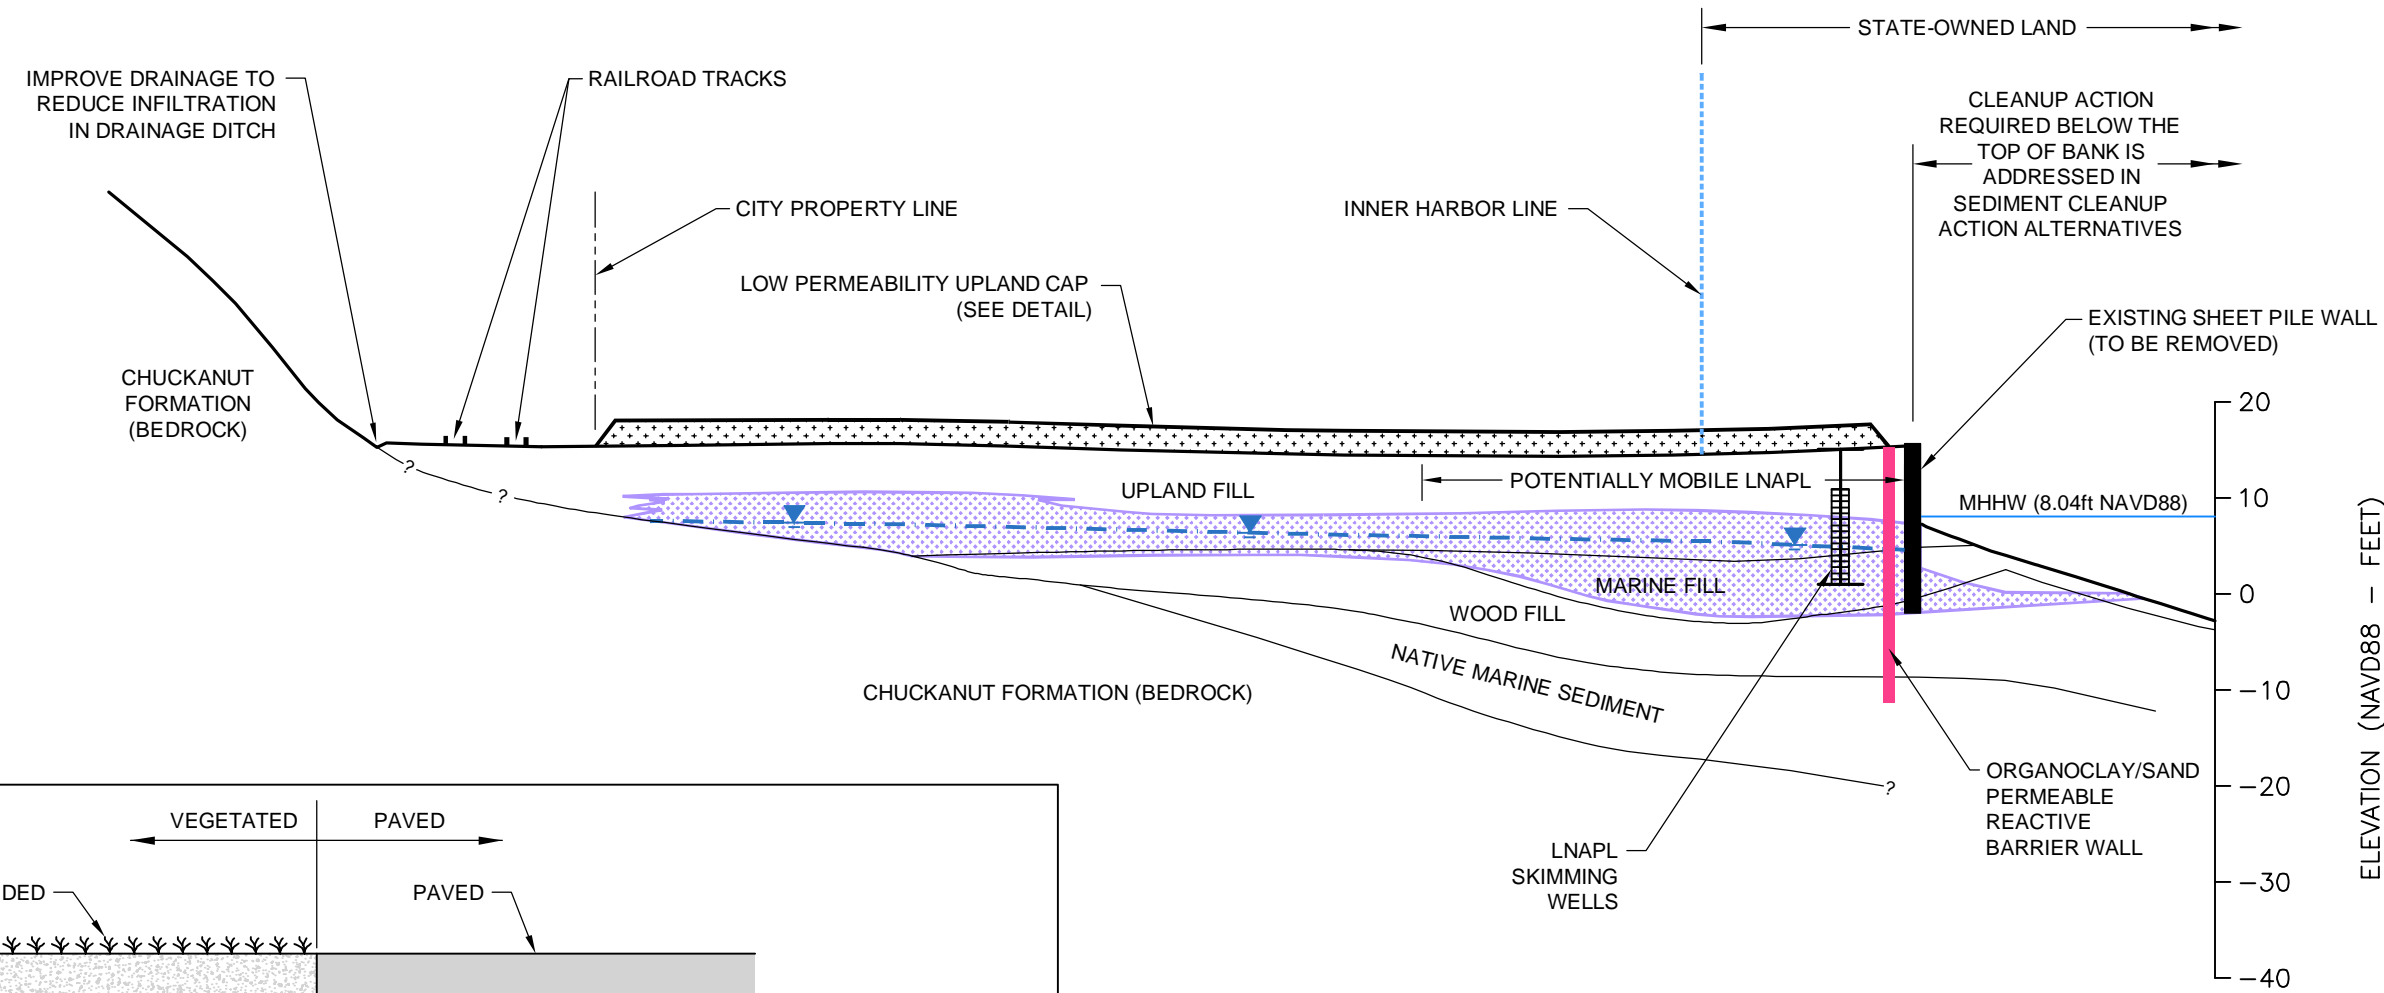 STATE-OWNED LAND
IMPROVE DRAINAGE TO
REDUCE INFILTRATION
IN DRAINAGE DITCH
RAILROAD TRACKS
CLEANUP ACTION
REQUIRED BELOW THE
TOP OF BANK IS
ADDRESSED IN
SEDIMENT CLEANUP
ACTION ALTERNATIVES
CITY PROPERTY LINE
INNER HARBOR LINE
LOW PERMEABILITY UPLAND CAP
(SEE DETAIL)
EXISTING SHEET PILE WALL
(TO BE REMOVED)
CHUCKANUT
FORMATION
(BEDROCK)
20
?
?
UPLAND FILL
POTENTIALLY MOBILE LNAPL
MHHW (8.04ft NAVD88)
10
MARINE FILL
0
WOOD FILL
NATIVE MARINE SEDIMENT
CHUCKANUT FORMATION (BEDROCK)
-10
ELEVATION (NAVD88 - FEET)
?
-20
ORGANOCLAY/SAND
PERMEABLE
REACTIVE
BARRIER WALL
LNAPL
SKIMMING
WELLS
-30
-40
VEGETATED
PAVED
DED
PAVED